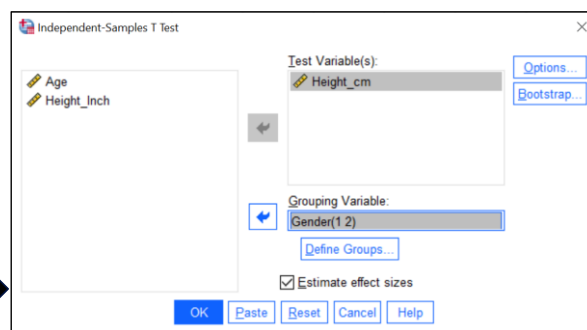 Independent-Samples T Test
Age
Height_Inch
Test Variable(s):
Height_cm
Options...
Bootstrap...
Grouping Variable:
Gender(1 2)
Define Groups...
Estimate effect sizes
OK Paste Reset Cancel Help